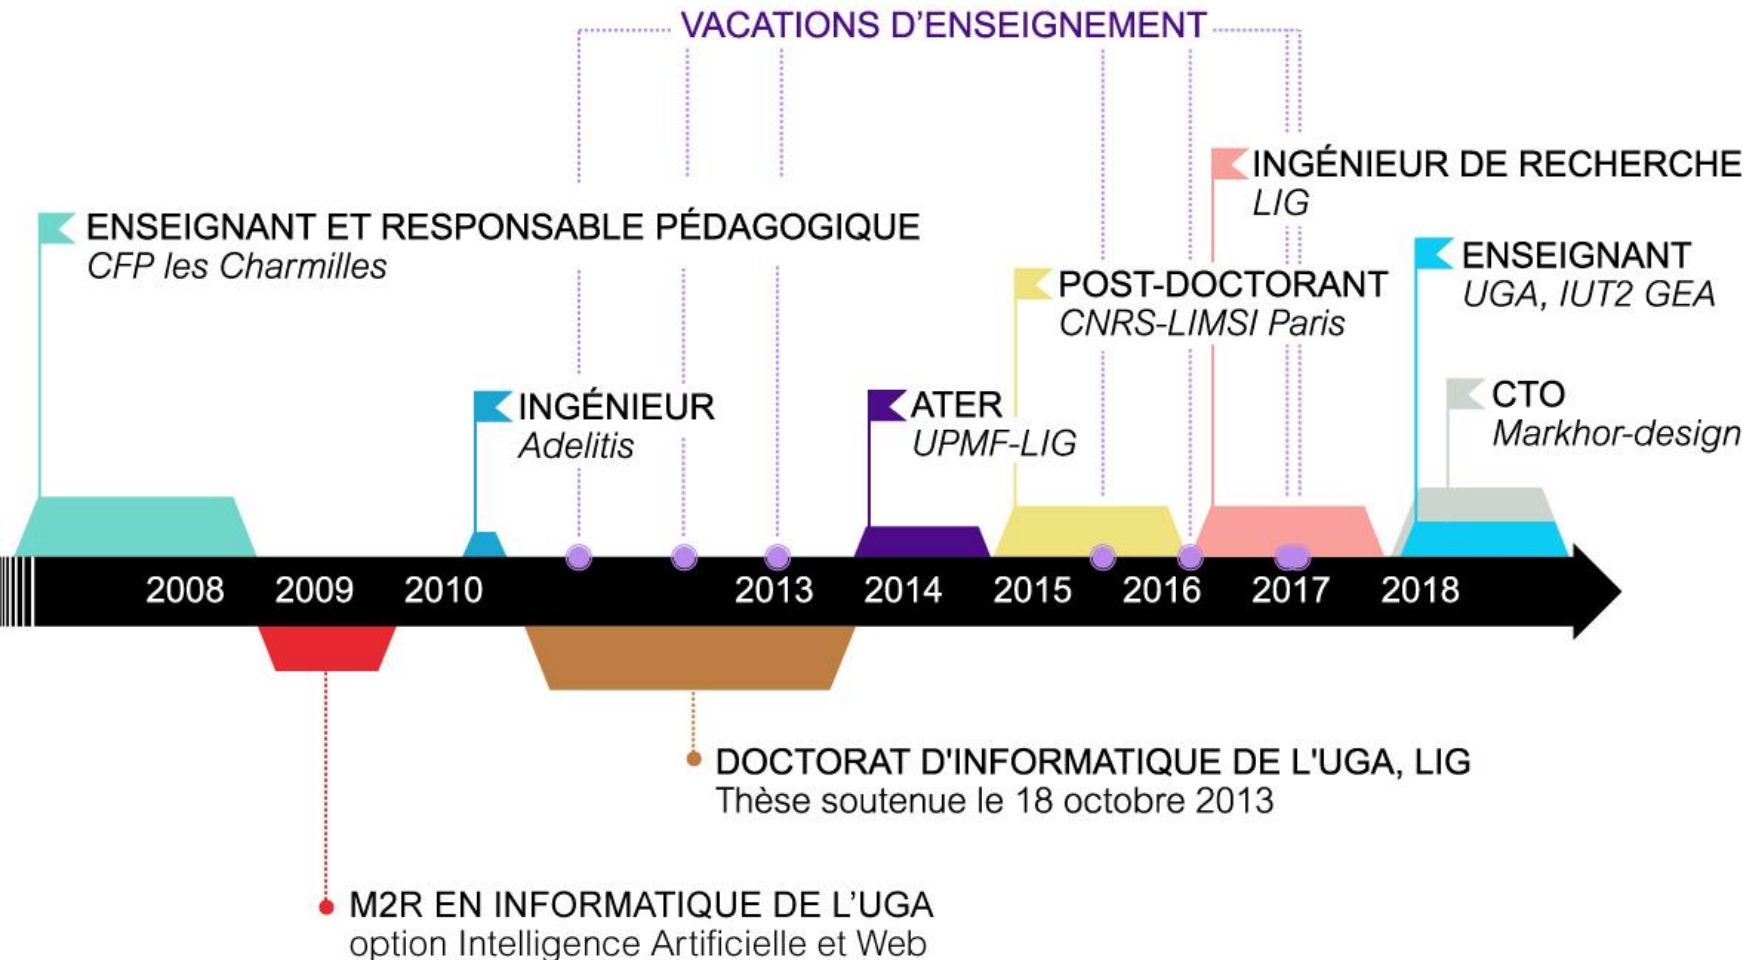 VACATIONS D’ENSEIGNEMENT
INGÉNIEUR DE RECHERCHE
LIG
ENSEIGNANT ET RESPONSABLE PÉDAGOGIQUE
CFP les Charmilles
ENSEIGNANT
UGA, IUT2 GEA
POST-DOCTORANT
CNRS-LIMSI Paris
CTO
Markhor-design
INGÉNIEUR
Adelitis
ATER
UPMF-LIG
2008 2009 2010 2013 2014 2015 2016 2017 2018
DOCTORAT D'INFORMATIQUE DE L'UGA, LIG
Thèse soutenue le 18 octobre 2013
M2R EN INFORMATIQUE DE L’UGA
option Intelligence Artificielle et Web